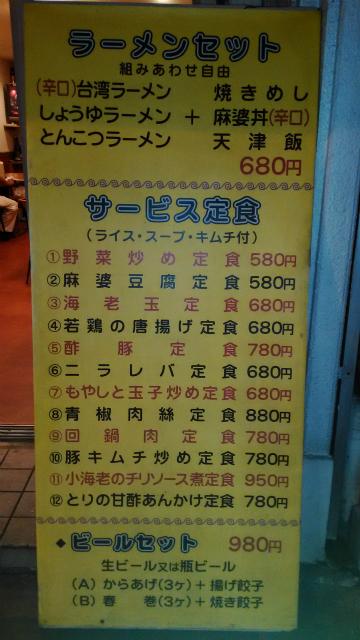 ラーメンセット
組みあわせ自由
(辛口)台湾ラーメン 焼きめし
しょうゆラーメン + 麻婆丼(辛口)
とんこつラーメン 天津飯
680円
サービス定食
(ライス・スープ・キムチ付)
①野菜炒め定食 580円
②麻婆豆腐定食 580円
③海老玉定食 680円
④若鶏の唐揚げ定食 680円
⑤酢豚定食 780円
⑥ニラレバ定食 680円
⑦もやしと玉子炒め定食 680円
⑧青椒肉絲定食 880円
⑨回鍋肉定食 780円
⑩豚キムチ炒め定食 780円
⑪小海老のチリソース煮定食 950円
⑫とりの甘酢あんかけ定食 780円
◆ビールセット 980円
生ビール又は瓶ビール
(A) からあげ(3ヶ)+揚げ餃子
(B) 春巻(3ヶ)+焼き餃子